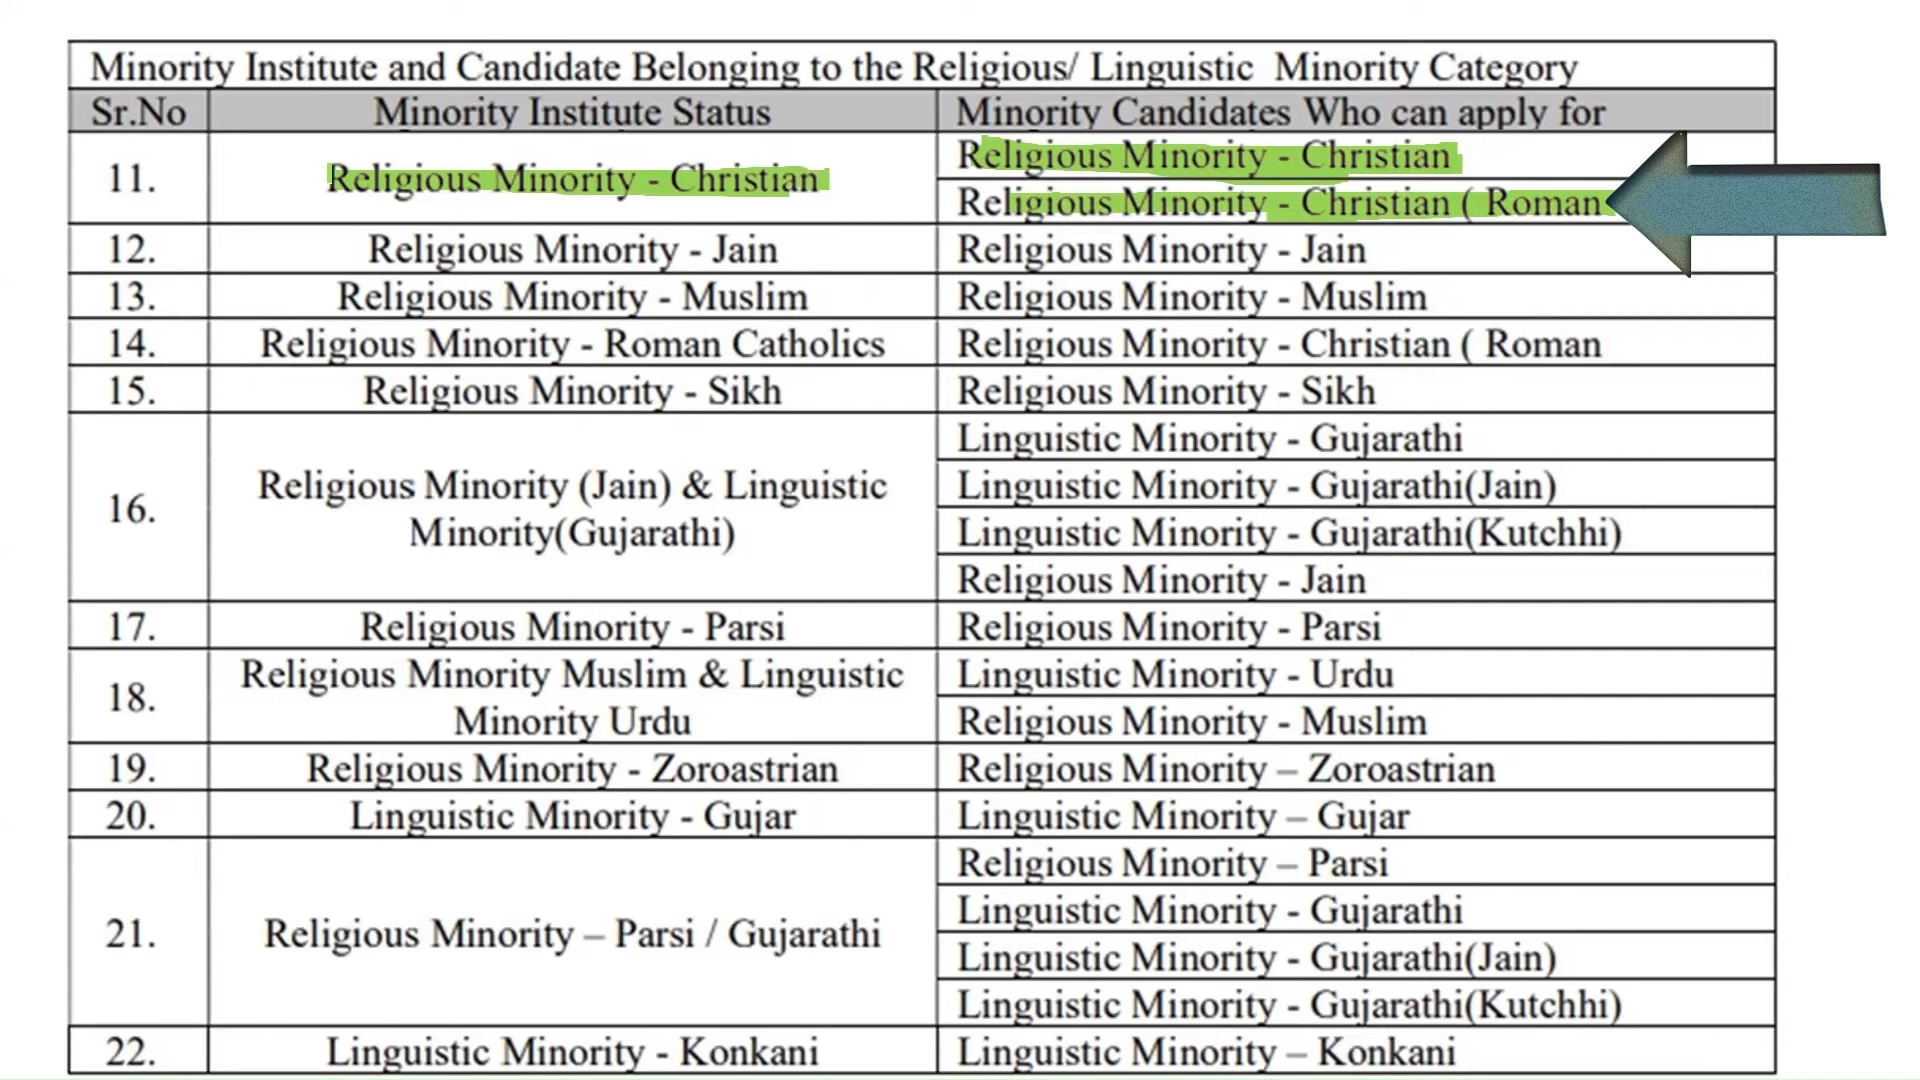 Minority Institute and Candidate Belonging to the Religious/ Linguistic Minority Category
Sr.No Minority Institute Status Minority Candidates Who can apply for
11. Religious Minority - Christian Religious Minority - Christian
Religious Minority - Christian ( Roman
12. Religious Minority - Jain Religious Minority - Jain
13. Religious Minority - Muslim Religious Minority - Muslim
14. Religious Minority - Roman Catholics Religious Minority - Christian ( Roman
15. Religious Minority - Sikh Religious Minority - Sikh
16. Religious Minority (Jain) & Linguistic
Minority(Gujarathi)
Linguistic Minority - Gujarathi
Linguistic Minority - Gujarathi(Jain)
Linguistic Minority - Gujarathi(Kutchhi)
Religious Minority - Jain
17. Religious Minority - Parsi Religious Minority - Parsi
18. Religious Minority Muslim & Linguistic
Minority Urdu
Linguistic Minority - Urdu
Religious Minority - Muslim
19. Religious Minority - Zoroastrian Religious Minority – Zoroastrian
20. Linguistic Minority - Gujar Linguistic Minority – Gujar
21. Religious Minority – Parsi / Gujarathi
Religious Minority – Parsi
Linguistic Minority - Gujarathi
Linguistic Minority - Gujarathi(Jain)
Linguistic Minority - Gujarathi(Kutchhi)
22. Linguistic Minority - Konkani Linguistic Minority – Konkani